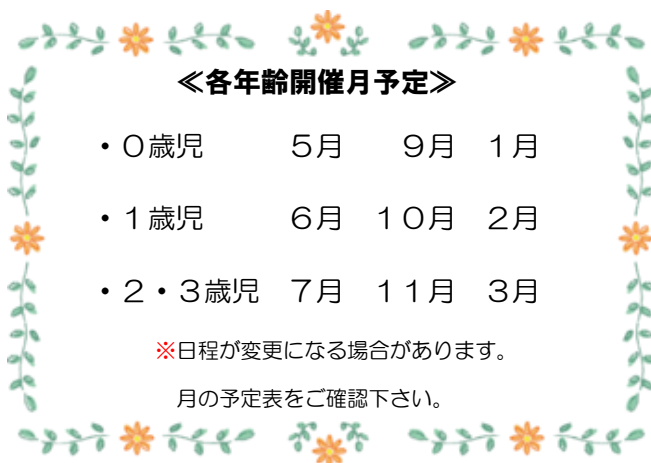 ≪各年齢開催月予定≫
・０歳児　５月　９月　１月
・１歳児　６月　１０月　２月
・２・３歳児　７月　１１月　３月
※日程が変更になる場合があります。
月の予定表をご確認下さい。